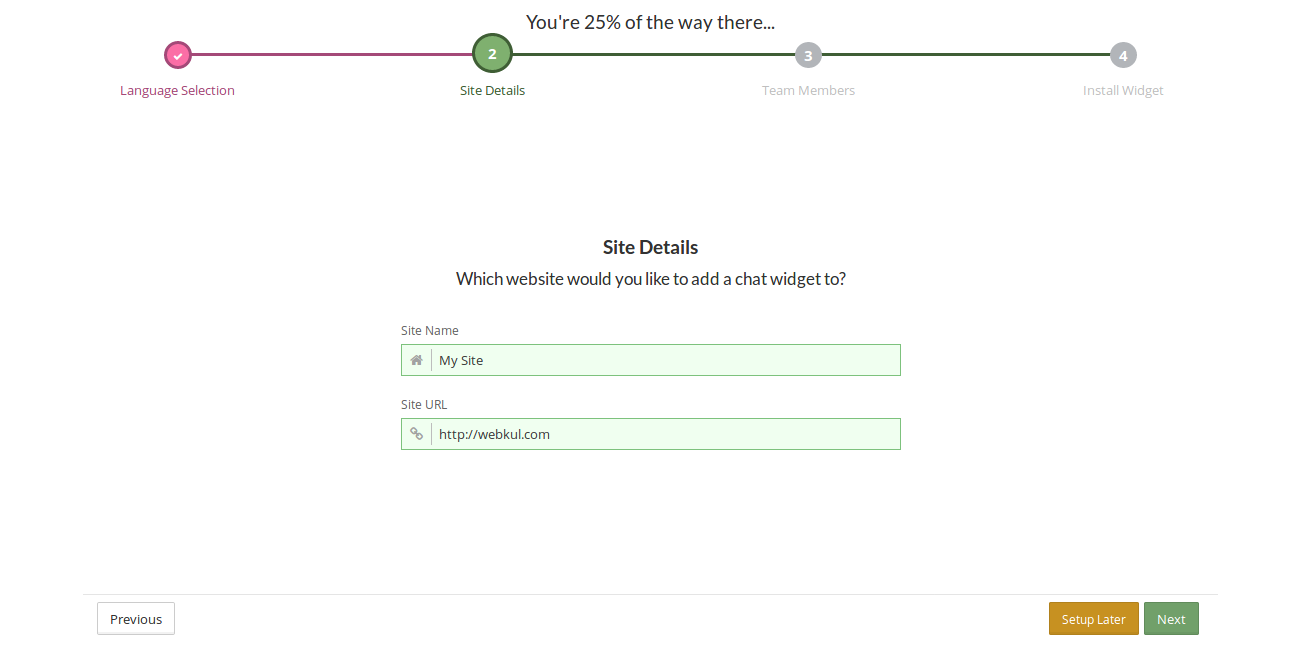 You're 25% of the way there...
2
3
4
Language Selection
Site Details
Team Members
Install Widget
Site Details
Which website would you like to add a chat widget to?
Site Name
My Site
Site URL
http://webkul.com
Previous
Setup Later
Next